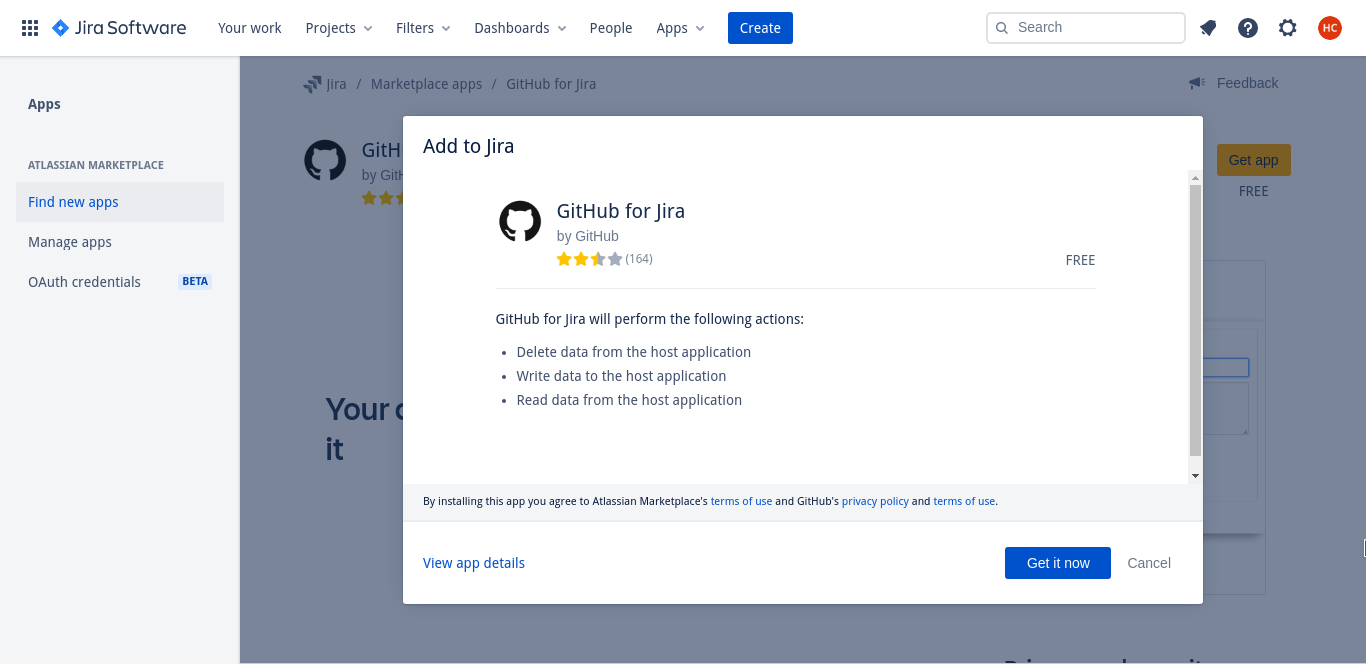 Jira Software Your work Projects Filters Dashboards People Apps Create Search HC
Apps
ATLASSIAN MARKETPLACE
Find new apps
Manage apps
OAuth credentials BETA
Jira / Marketplace apps / GitHub for Jira Feedback
GitH
by GitH
Get app
FREE
Your
it
Add to Jira
GitHub for Jira
by GitHub
(164)
FREE
GitHub for Jira will perform the following actions:
• Delete data from the host application
• Write data to the host application
• Read data from the host application
By installing this app you agree to Atlassian Marketplace's terms of use and GitHub's privacy policy and terms of use.
View app details Get it now Cancel